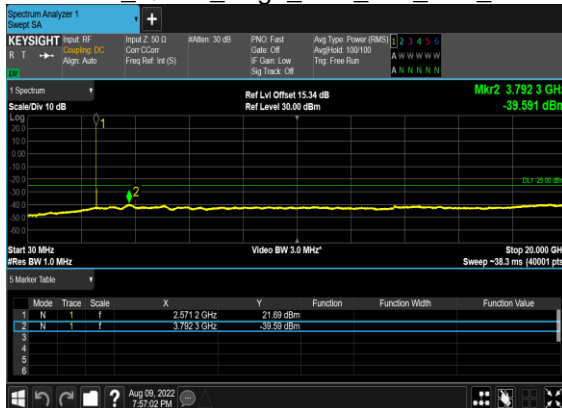 Spectrum Analyzer 1
Swept SA
+
KEYSIGHT Input: RF Input Z: 50 Ω #Atten: 30 dB PNO: Fast Avg Type: Power (RMS) 1 2 3 4 5 6
R T Coupling: DC Corr CCorr Gate: Off Avg|Hold: 100/100 A W W W W W
Align: Auto Freq Ref: Int (S) IF Gain: Low Trig: Free Run
LXI Sig Track: Off A N N N N N
1 Spectrum Ref Lvl Offset 15.34 dB Mkr2 3.792 3 GHz
Scale/Div 10 dB Ref Level 30.00 dBm -39.591 dBm
Log
20.0 1
10.0
0.00
-10.0
-20.0 DL1 -25.00 dBm
-30.0 2
-40.0
-50.0
-60.0
Start 30 MHz Video BW 3.0 MHz* Stop 20.000 GH
#Res BW 1.0 MHz Sweep ~38.3 ms (40001 pts
5 Marker Table
Mode Trace Scale X Y Function Function Width Function Value
1 N 1 f 2.571 2 GHz 21.69 dBm
2 N 1 f 3.792 3 GHz -39.59 dBm
3
4
5
6
? Aug 09, 2022
7:57:02 PM